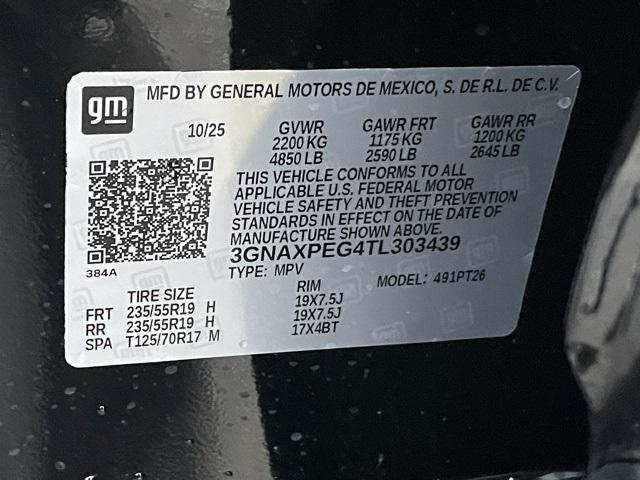 gm
MFD BY GENERAL MOTORS DE MEXICO, S. DE R.L. DE C.V.
10/25 GVWR GAWR FRT GAWR RR
2200 KG 1175 KG 1200 KG
4850 LB 2590 LB 2645 LB
THIS VEHICLE CONFORMS TO ALL
APPLICABLE U.S. FEDERAL MOTOR
VEHICLE SAFETY AND THEFT PREVENTION
STANDARDS IN EFFECT ON THE DATE OF
MANUFACTURE SHOWN ABOVE.
3GNAXPEG4TL303439
384A
TYPE: MPV MODEL: 491PT26
TIRE SIZE RIM
FRT 235/55R19 H 19X7.5J
RR 235/55R19 H 19X7.5J
SPA T125/70R17 M 17X4BT